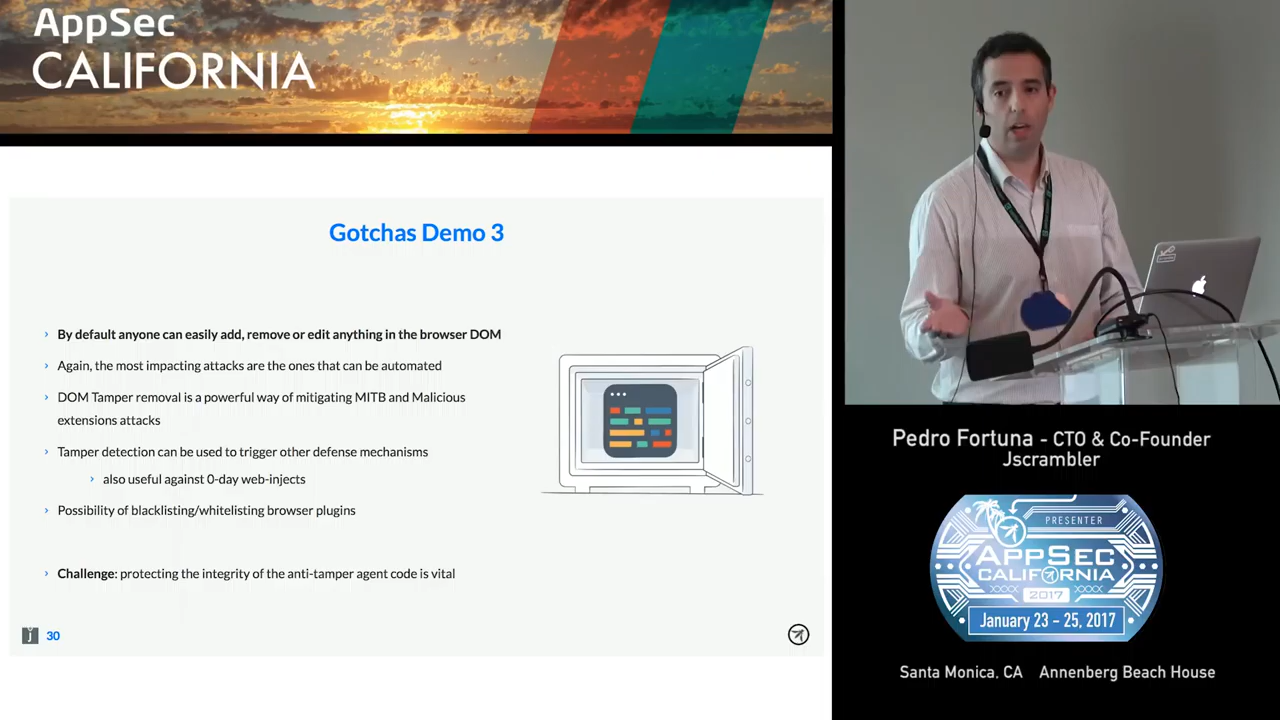 AppSec
CALIFORNIA
Gotchas Demo 3
› By default anyone can easily add, remove or edit anything in the browser DOM
› Again, the most impacting attacks are the ones that can be automated
› DOM Tamper removal is a powerful way of mitigating MITB and Malicious
extensions attacks
› Tamper detection can be used to trigger other defense mechanisms
› also useful against 0-day web-injects
› Possibility of blacklisting/whitelisting browser plugins
› Challenge: protecting the integrity of the anti-tamper agent code is vital
j 30
Pedro Fortuna - CTO & Co-Founder
Jscrambler
PRESENTER
APPSEC
CALIFORNIA
2017
January 23 - 25, 2017
Santa Monica, CA Annenberg Beach House